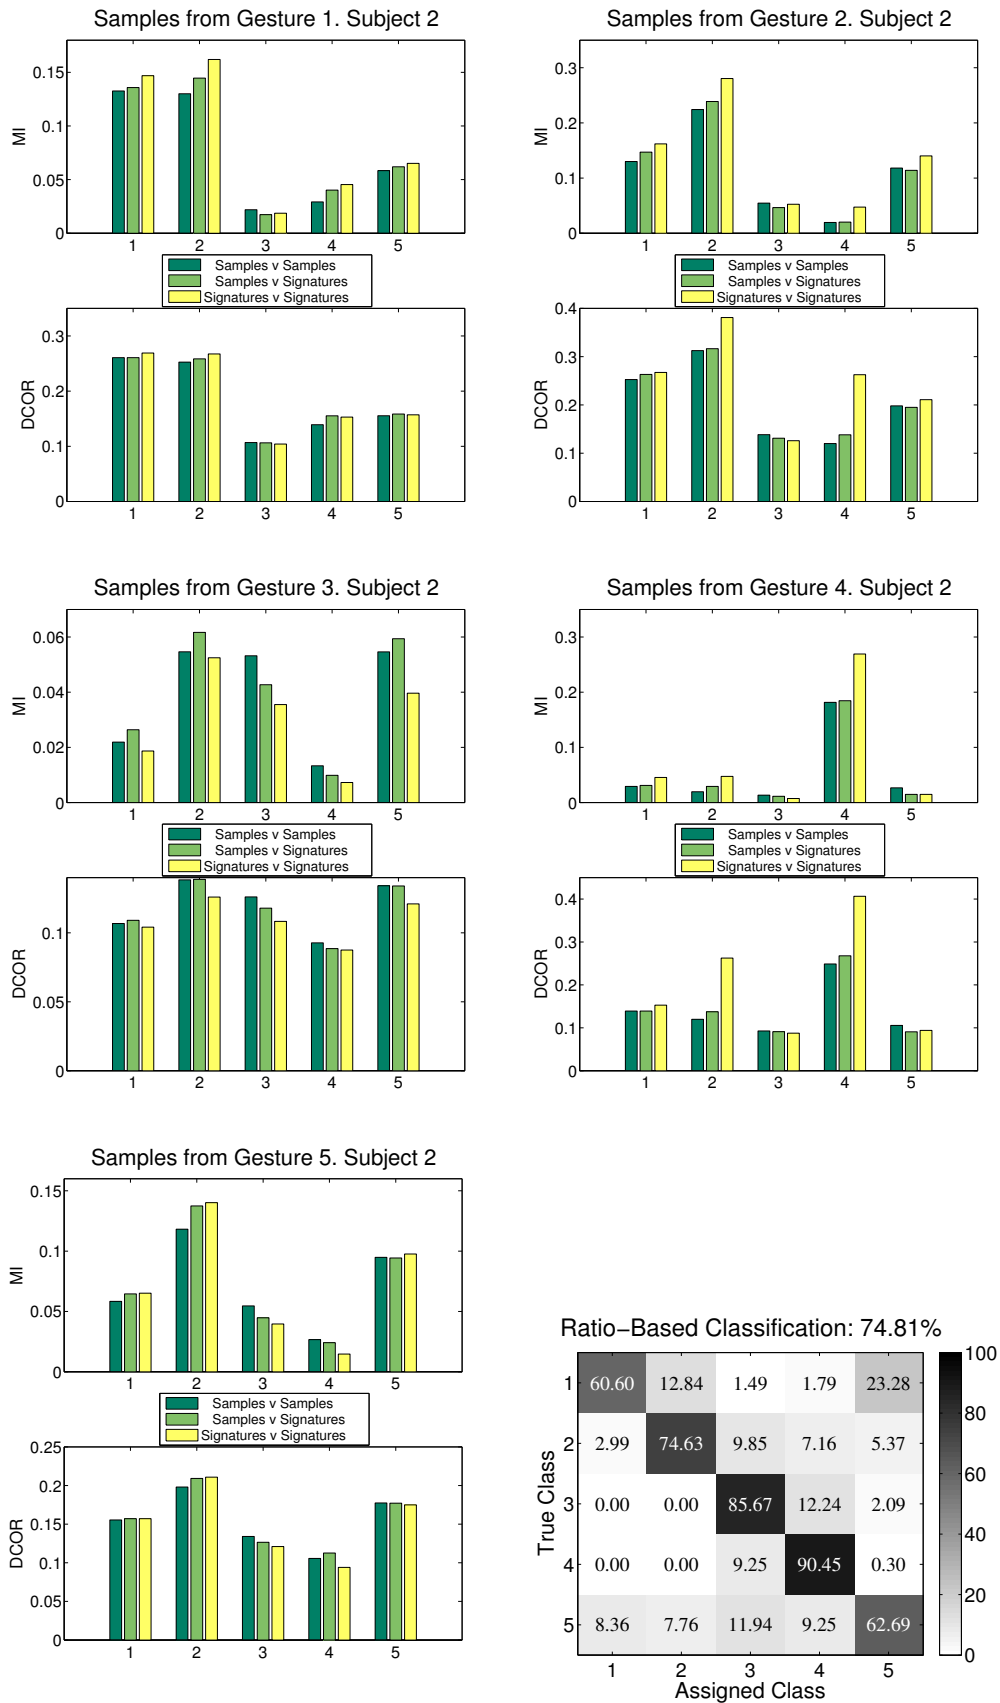 Samples from Gesture 1. Subject 2
0.15
0.1
0.05
0
MI
1 2 3 4 5
Samples v Samples
Samples v Signatures
Signatures v Signatures
0.3
0.2
0.1
0
DCOR
1 2 3 4 5
Samples from Gesture 2. Subject 2
0.3
0.2
0.1
0
MI
1 2 3 4 5
Samples v Samples
Samples v Signatures
Signatures v Signatures
0.4
0.3
0.2
0.1
0
DCOR
1 2 3 4 5
Samples from Gesture 3. Subject 2
0.06
0.04
0.02
0
MI
1 2 3 4 5
Samples v Samples
Samples v Signatures
Signatures v Signatures
0.1
0.05
0
DCOR
1 2 3 4 5
Samples from Gesture 4. Subject 2
0.3
0.2
0.1
0
MI
1 2 3 4 5
Samples v Samples
Samples v Signatures
Signatures v Signatures
0.4
0.3
0.2
0.1
0
DCOR
1 2 3 4 5
Samples from Gesture 5. Subject 2
0.15
0.1
0.05
0
MI
1 2 3 4 5
Samples v Samples
Samples v Signatures
Signatures v Signatures
0.25
0.2
0.15
0.1
0.05
0
DCOR
1 2 3 4 5
Ratio−Based Classification: 74.81%
True Class
1 60.60 12.84 1.49 1.79 23.28
2 2.99 74.63 9.85 7.16 5.37
3 0.00 0.00 85.67 12.24 2.09
4 0.00 0.00 9.25 90.45 0.30
5 8.36 7.76 11.94 9.25 62.69
1 2 3 4 5
Assigned Class
100
80
60
40
20
0